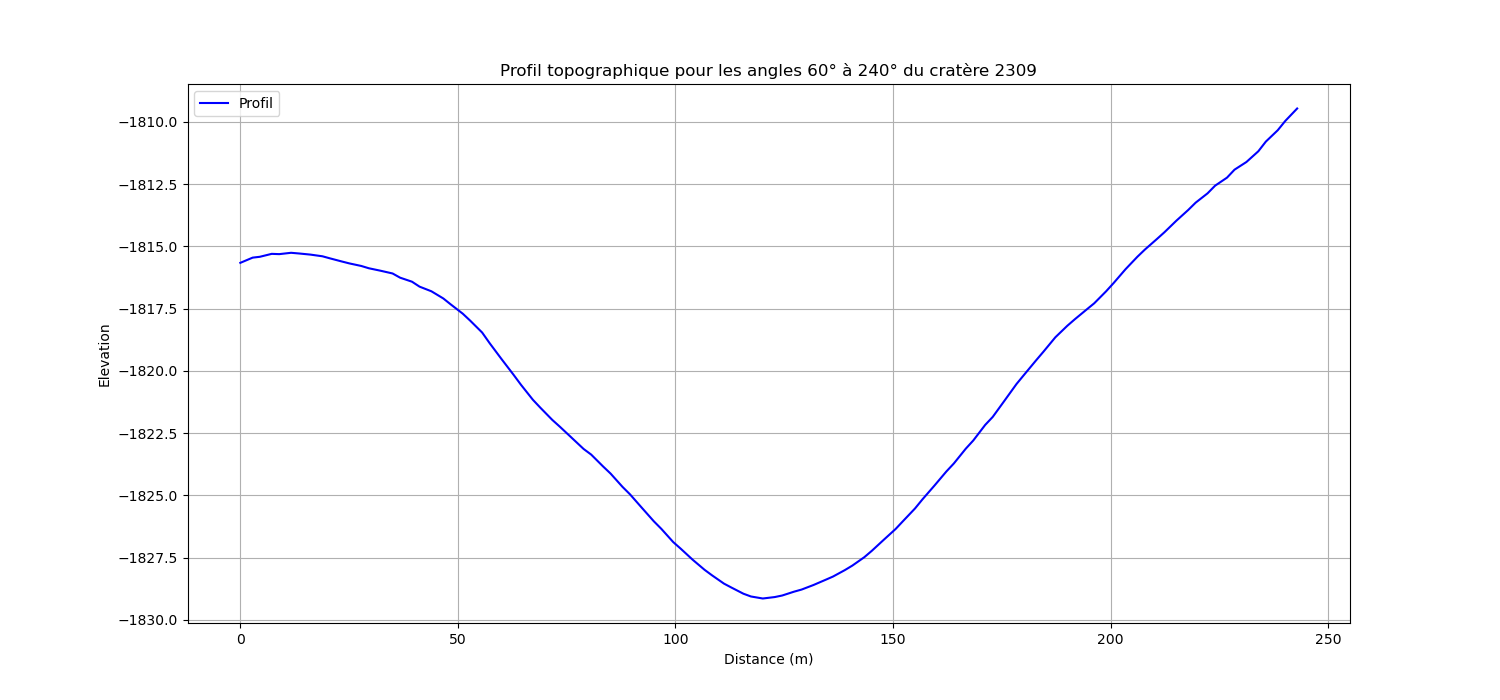 Profil topographique pour les angles 60° à 240° du cratère 2309
Profil
−1810.0
−1812.5
−1815.0
−1817.5
−1820.0
−1822.5
−1825.0
−1827.5
−1830.0
Elevation
0 50 100 150 200 250
Distance (m)